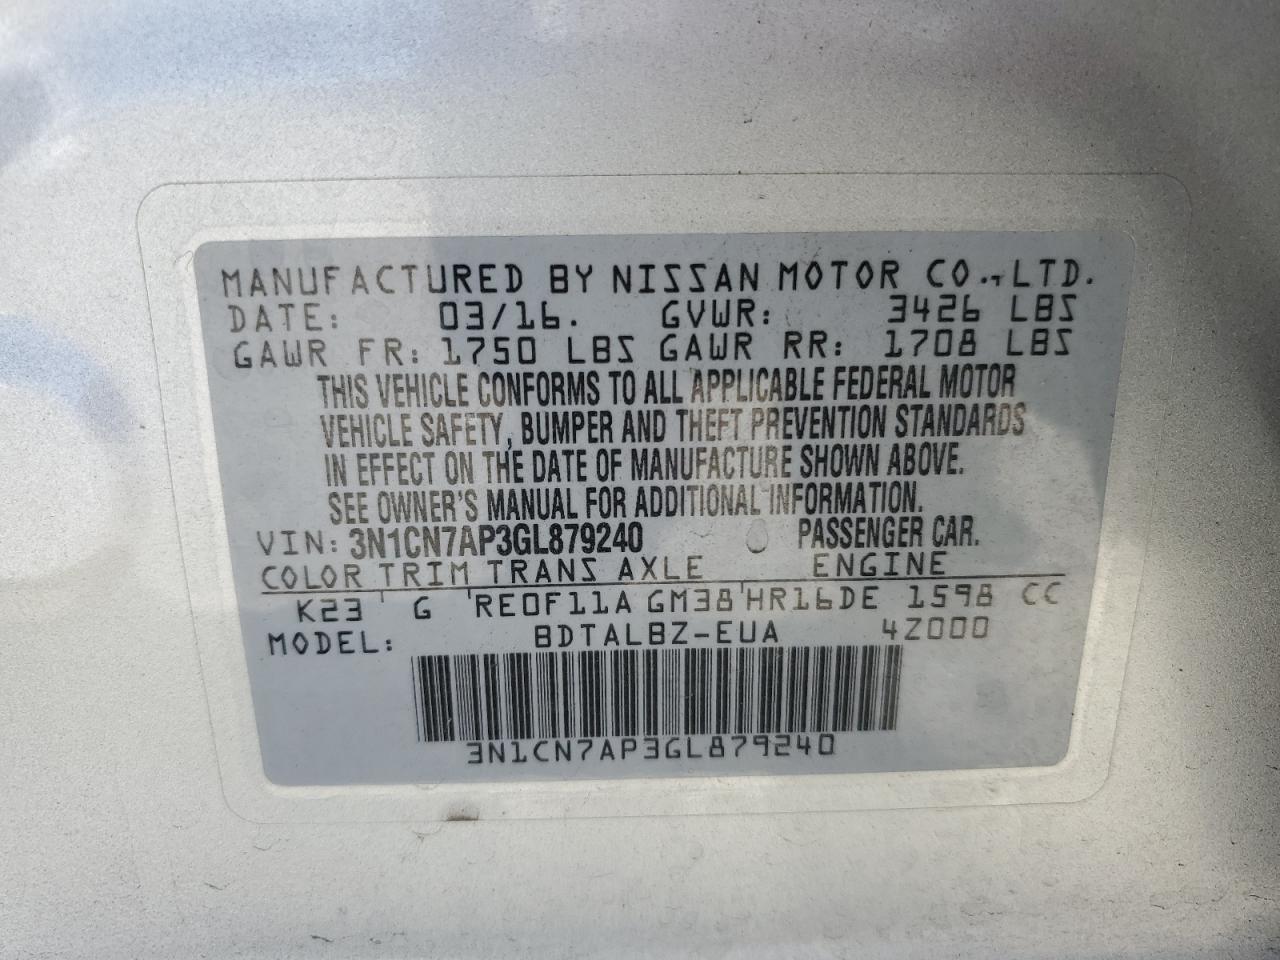 MANUFACTURED BY NISSAN MOTOR CO., LTD.
DATE: 03/16. GVWR: 3426 LBS
GAWR FR: 1750 LBS GAWR RR: 1708 LBS
THIS VEHICLE CONFORMS TO ALL APPLICABLE FEDERAL MOTOR
VEHICLE SAFETY, BUMPER AND THEFT PREVENTION STANDARDS
IN EFFECT ON THE DATE OF MANUFACTURE SHOWN ABOVE.
SEE OWNER'S MANUAL FOR ADDITIONAL INFORMATION.
VIN: 3N1CN7AP3GL879240 PASSENGER CAR.
COLOR TRIM TRANS AXLE ENGINE
K23 G RE0F11A GM38 HR16DE 1598 CC
MODEL: BDTALBZ-EUA 4Z000
3N1CN7AP3GL879240